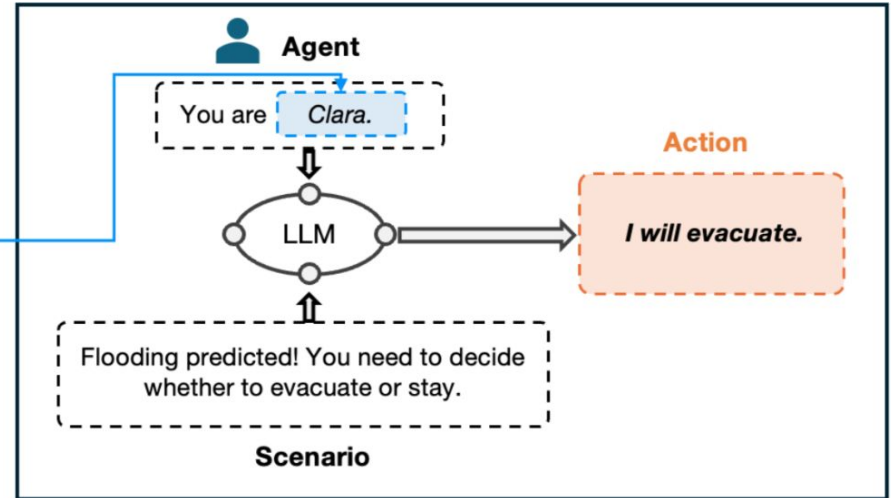 Agent
You are Clara.
Action
LLM
I will evacuate.
Flooding predicted! You need to decide
whether to evacuate or stay.
Scenario